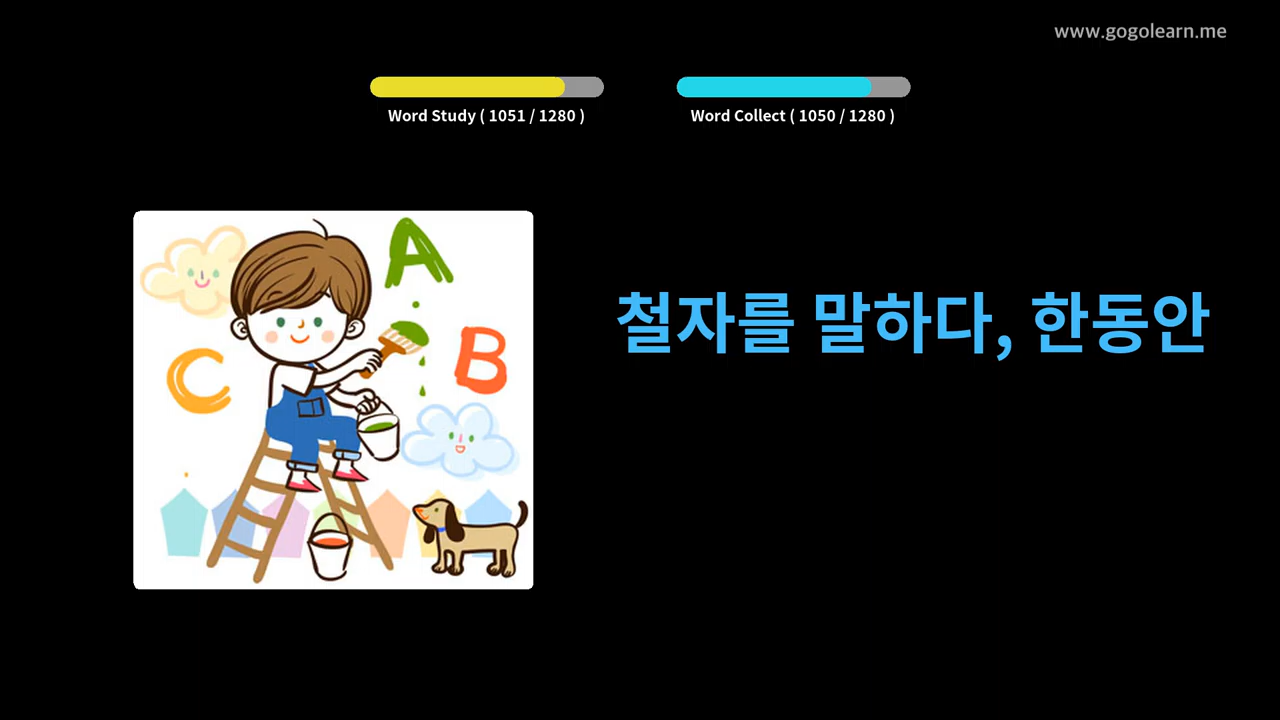 www.gogolearn.me
Word Study ( 1051 / 1280 )
Word Collect ( 1050 / 1280 )
A
B
C
철자를 말하다, 한동안